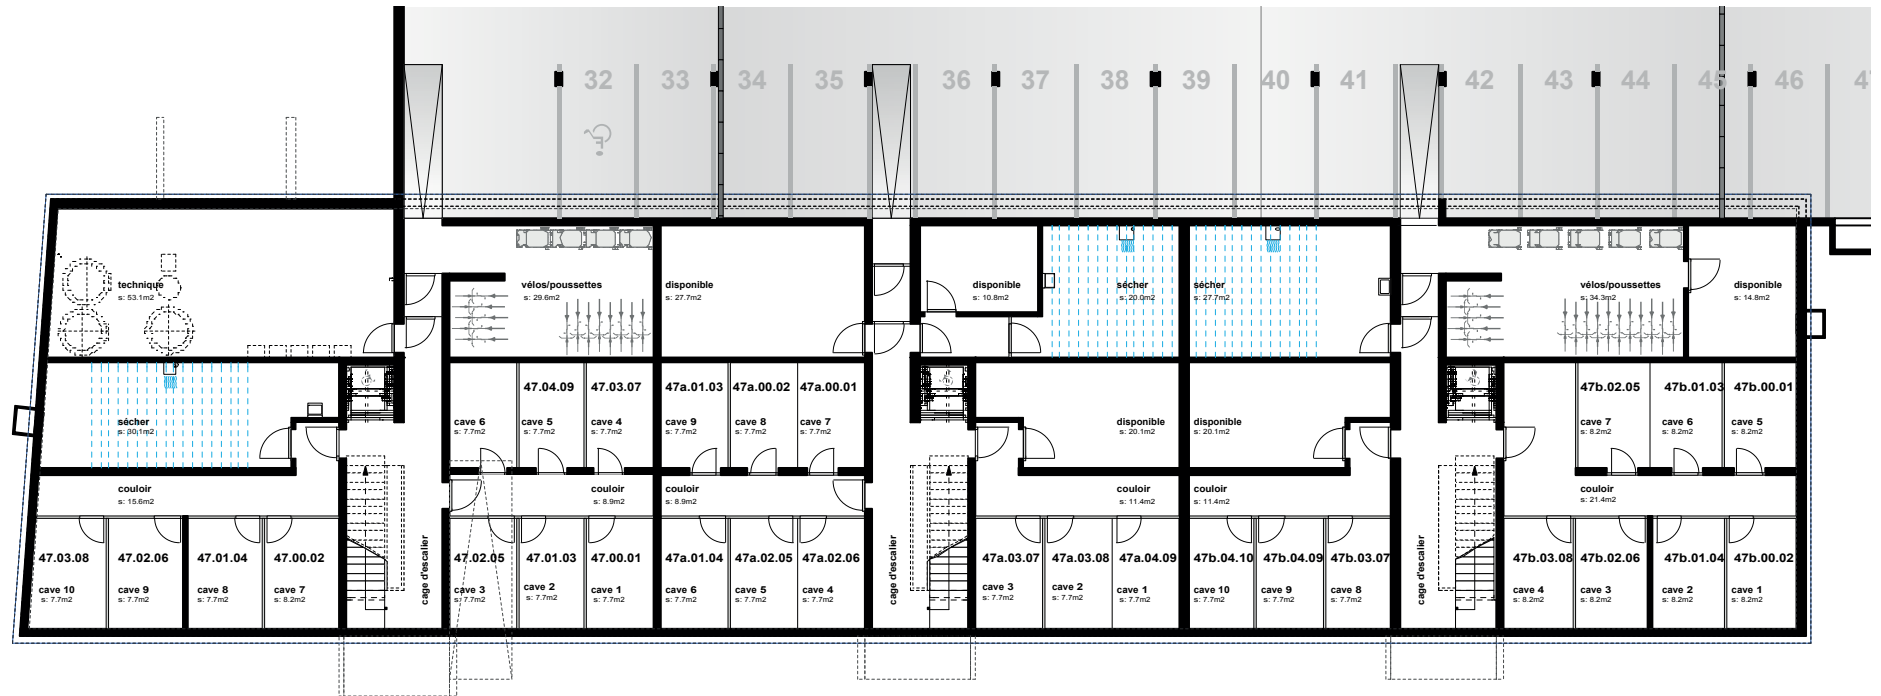 32 33 34 35 36 37 38 39 40 41 42 43 44 45 46
technique
s: 53.1m2
vélos/poussettes
s: 29.6m2
disponible
s: 27.7m2
disponible
s: 10.8m2
sécher
s: 20.0m2
sécher
s: 27.7m2
vélos/poussettes
s: 34.3m2
disponible
s: 14.8m2
sécher
s: 30.1m2
cave 6
s: 7.7m2
47.04.09
cave 5
s: 7.7m2
47.03.07
cave 4
s: 7.7m2
47a.01.03
cave 9
s: 7.7m2
47a.00.02
cave 8
s: 7.7m2
47a.00.01
cave 7
s: 7.7m2
disponible
s: 20.1m2
disponible
s: 20.1m2
47b.02.05
cave 7
s: 8.2m2
47b.01.03
cave 6
s: 8.2m2
47b.00.01
cave 5
s: 8.2m2
couloir
s: 15.6m2
couloir
s: 8.9m2
couloir
s: 8.9m2
couloir
s: 11.4m2
couloir
s: 11.4m2
couloir
s: 21.4m2
47.03.08
cave 10
s: 7.7m2
47.02.06
cave 9
s: 7.7m2
47.01.04
cave 8
s: 7.7m2
47.00.02
cave 7
s: 8.2m2
cage d'escalier
47.02.05
cave 3
s: 7.7m2
47.01.03
cave 2
s: 7.7m2
47.00.01
cave 1
s: 7.7m2
47a.01.04
cave 6
s: 7.7m2
47a.02.05
cave 5
s: 7.7m2
47a.02.06
cave 4
s: 7.7m2
cage d'escalier
47a.03.07
cave 3
s: 7.7m2
47a.03.08
cave 2
s: 7.7m2
47a.04.09
cave 1
s: 7.7m2
47b.04.10
cave 10
s: 7.7m2
47b.04.09
cave 9
s: 7.7m2
47b.03.07
cave 8
s: 7.7m2
cage d'escalier
47b.03.08
cave 4
s: 8.2m2
47b.02.06
cave 3
s: 8.2m2
47b.01.04
cave 2
s: 8.2m2
47b.00.02
cave 1
s: 8.2m2